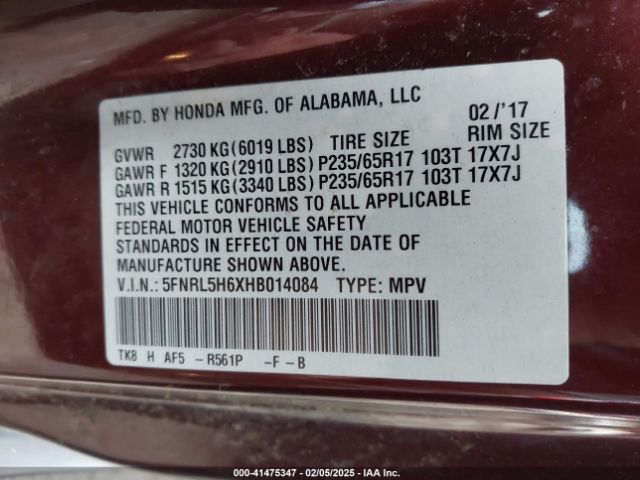 MFD. BY HONDA MFG. OF ALABAMA, LLC 02/'17
GVWR 2730 KG(6019 LBS) TIRE SIZE RIM SIZE
GAWR F 1320 KG(2910 LBS)P235/65R17 103T 17X7J
GAWR R 1515 KG(3340 LBS)P235/65R17 103T 17X7J
THIS VEHICLE CONFORMS TO ALL APPLICABLE
FEDERAL MOTOR VEHICLE SAFETY
STANDARDS IN EFFECT ON THE DATE OF
MANUFACTURE SHOWN ABOVE.
V.I.N.: 5FNRL5H6XHB014084 TYPE: MPV
TK8 H AF5 -R561P -F-B
000-41475347 - 02/05/2025 - IAA Inc.